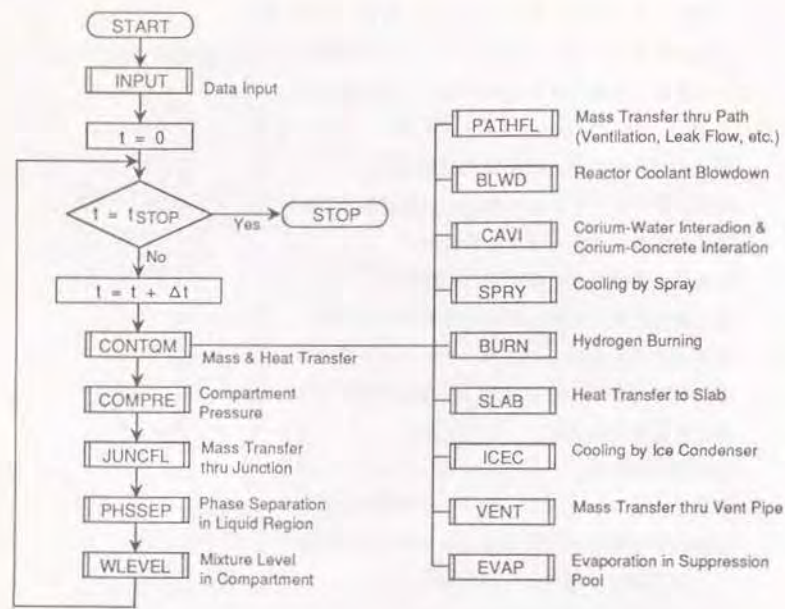 START
INPUT
Data Input
t = 0
t = tSTOP
Yes
STOP
No
t = t + Δt
CONTOM
Mass & Heat Transfer
COMPRE
Compartment
Pressure
JUNCFL
Mass Transfer
thru Junction
PHSSEP
Phase Separation
in Liquid Region
WLEVEL
Mixture Level
in Compartment
PATHFL
Mass Transfer thru Path
(Ventilation, Leak Flow, etc.)
BLWD
Reactor Coolant Blowdown
CAVI
Corium-Water Interadion &
Corium-Concrete Interation
SPRY
Cooling by Spray
BURN
Hydrogen Burning
SLAB
Heat Transfer to Slab
ICEC
Cooling by Ice Condenser
VENT
Mass Transfer thru Vent Pipe
EVAP
Evaporation in Suppression
Pool